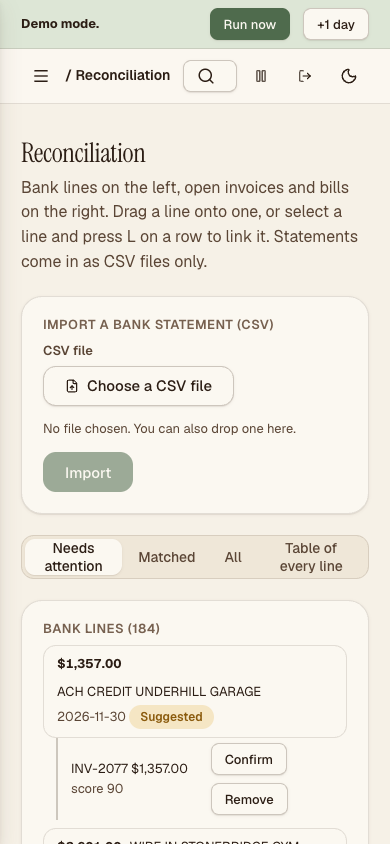 Demo mode.
Run now
+1 day
/ Reconciliation
Reconciliation
Bank lines on the left, open invoices and bills
on the right. Drag a line onto one, or select a
line and press L on a row to link it. Statements
come in as CSV files only.
IMPORT A BANK STATEMENT (CSV)
CSV file
Choose a CSV file
No file chosen. You can also drop one here.
Import
Needs
attention
Matched
All
Table of
every line
BANK LINES (184)
$1,357.00
ACH CREDIT UNDERHILL GARAGE
2026-11-30 Suggested
INV-2077 $1,357.00
score 90
Confirm
Remove